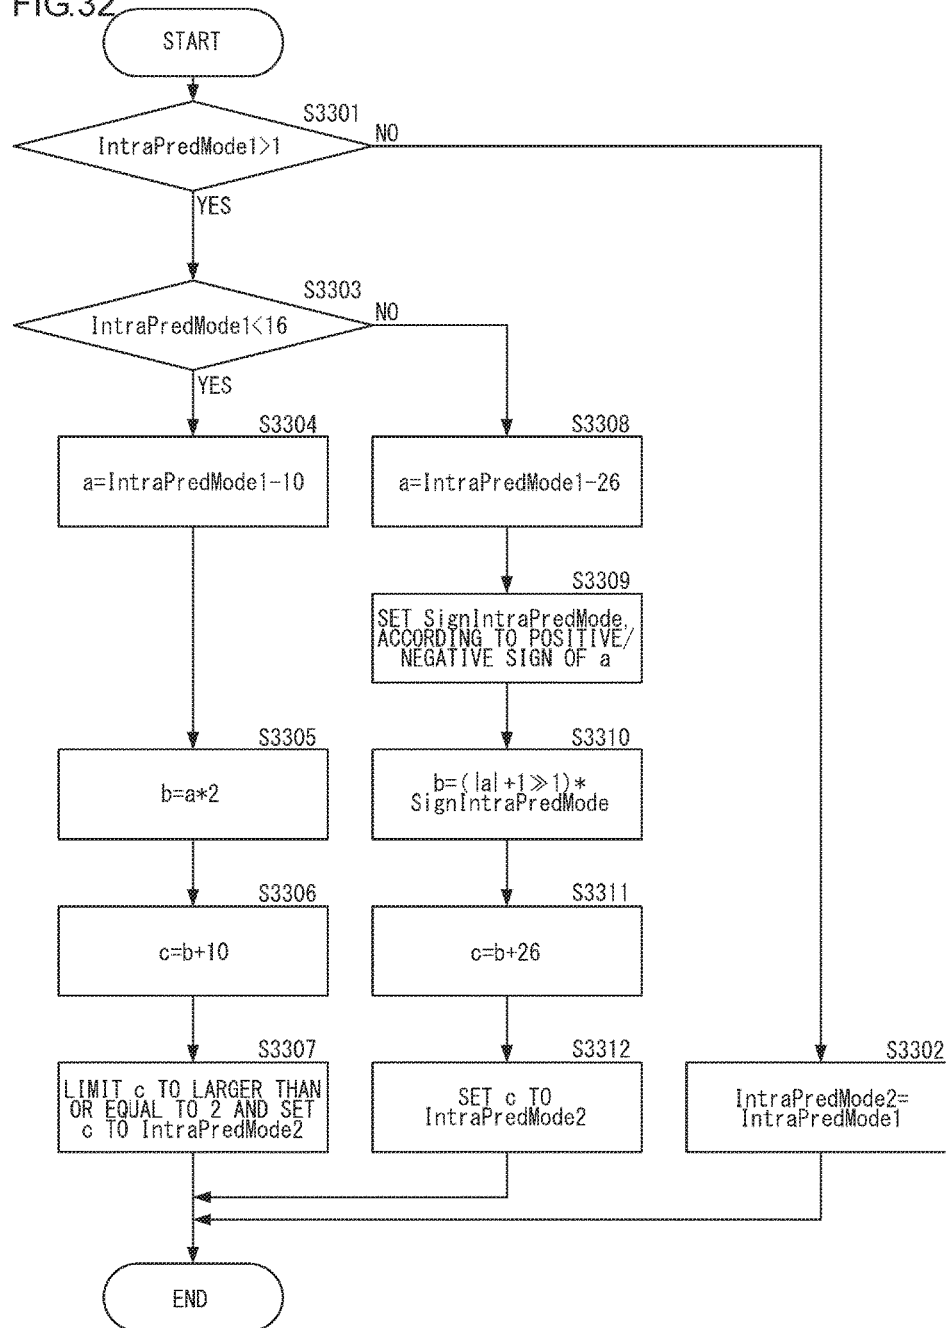 FIG.32
START
S3301
IntraPredMode1>1
NO
YES
S3303
IntraPredMode1<16
NO
YES
S3304
a=IntraPredMode1-10
S3308
a=IntraPredMode1-26
S3309
SET SignIntraPredMode,
ACCORDING TO POSITIVE/
NEGATIVE SIGN OF a
S3305
b=a*2
S3310
b=(|a|+1≫1)*
SignIntraPredMode
S3306
c=b+10
S3311
c=b+26
S3307
LIMIT c TO LARGER THAN
OR EQUAL TO 2 AND SET
c TO IntraPredMode2
S3312
SET c TO
IntraPredMode2
S3302
IntraPredMode2=
IntraPredMode1
END